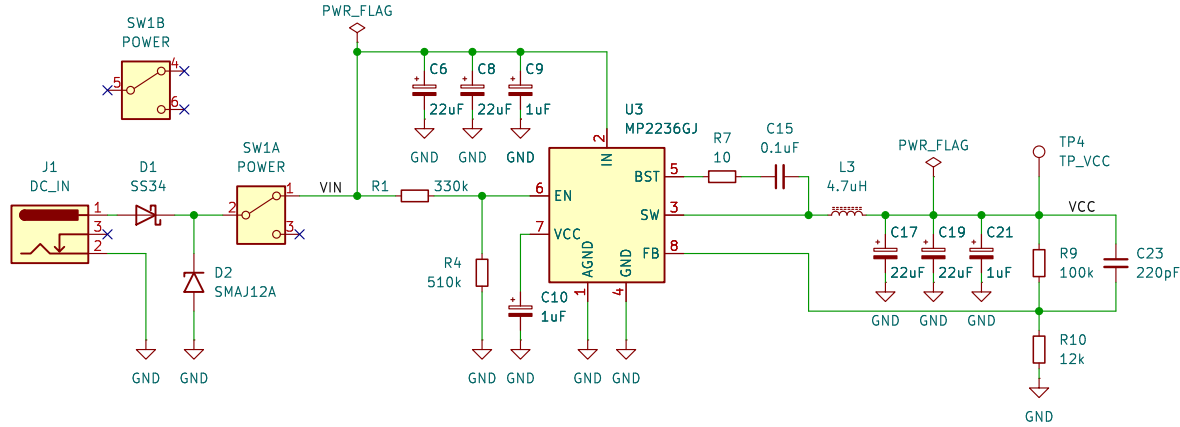 PWR_FLAG
SW1B
POWER
4
5
6
C6
22uF
C8
22uF
C9
1uF
GND
GND
GND
U3
MP2236GJ
2
IN
J1
DC_IN
1
3
2
D1
SS34
SW1A
POWER
1
2
3
VIN
R1
330k
6
EN
7
VCC
BST
5
SW
3
FB
8
AGND
1
GND
4
R7
10
C15
0.1uF
L3
4.7uH
PWR_FLAG
TP4
TP_VCC
VCC
C17
22uF
C19
22uF
C21
1uF
GND
GND
GND
R9
100k
C23
220pF
R10
12k
GND
D2
SMAJ12A
R4
510k
C10
1uF
GND
GND
GND
GND
GND
GND